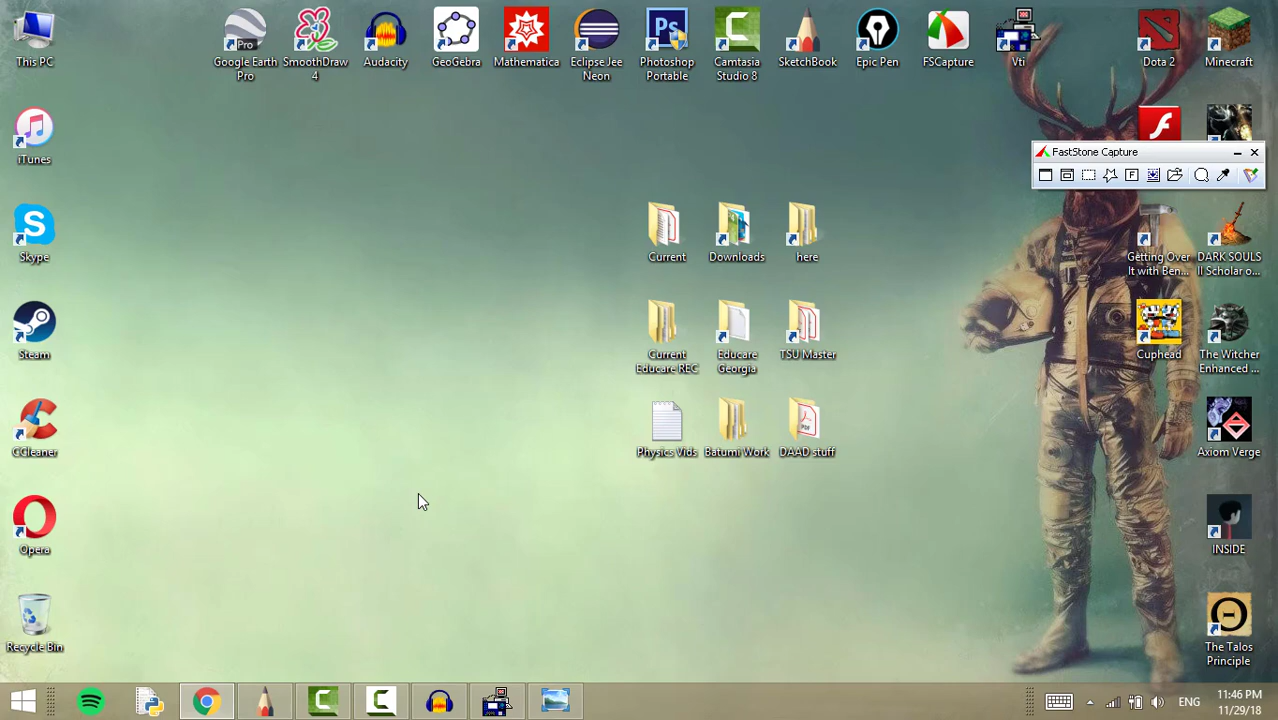 This PC
Google Earth
Pro
SmoothDraw
4
Audacity
GeoGebra
Mathematica
Eclipse Jee
Neon
Photoshop
Portable
Camtasia
Studio 8
SketchBook
Epic Pen
FSCapture
Vti
Dota 2
Minecraft
Pro
Ps
iTunes
FastStone Capture
F
Skype
Current
Downloads
here
Getting Over
It with Ben...
DARK SOULS
II Scholar o...
Steam
Current
Educare REC
Educare
Georgia
TSU Master
Cuphead
The Witcher
Enhanced ...
CCleaner
Physics Vids
Batumi Work
PDF
DAAD stuff
Axiom Verge
Opera
INSIDE
Recycle Bin
The Talos
Principle
ENG
11:46 PM
11/29/18